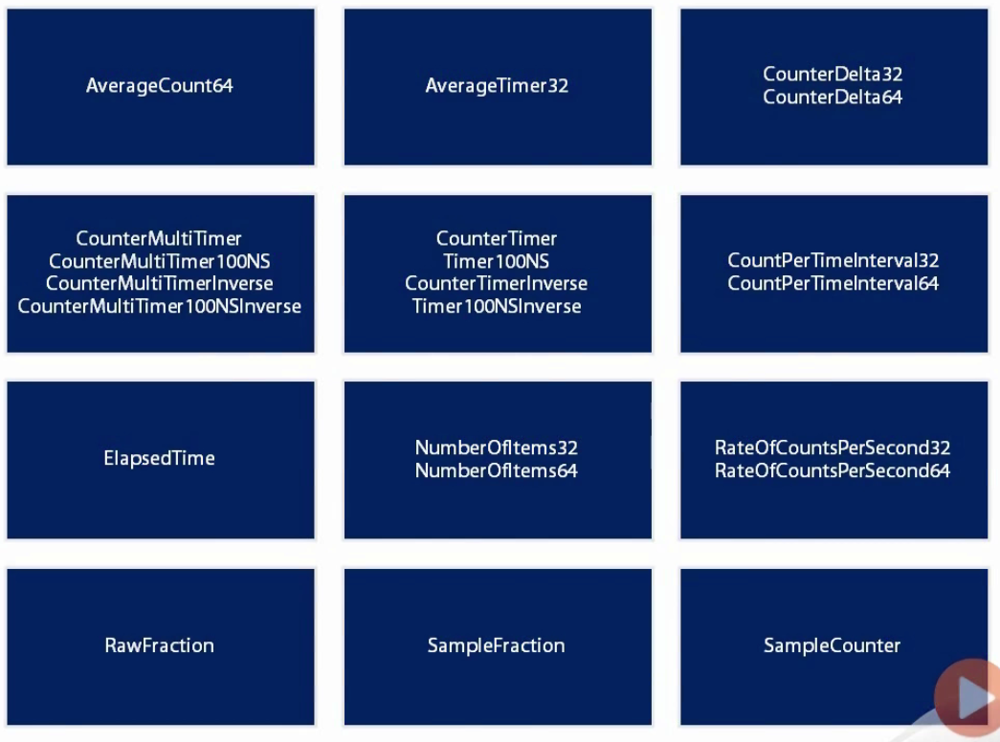 AverageCount64
AverageTimer32
CounterDelta32
CounterDelta64
CounterMultiTimer
CounterMultiTimer100NS
CounterMultiTimerInverse
CounterMultiTimer100NSInverse
CounterTimer
Timer100NS
CounterTimerInverse
Timer100NSInverse
CountPerTimeInterval32
CountPerTimeInterval64
ElapsedTime
NumberOfItems32
NumberOfItems64
RateOfCountsPerSecond32
RateOfCountsPerSecond64
RawFraction
SampleFraction
SampleCounter